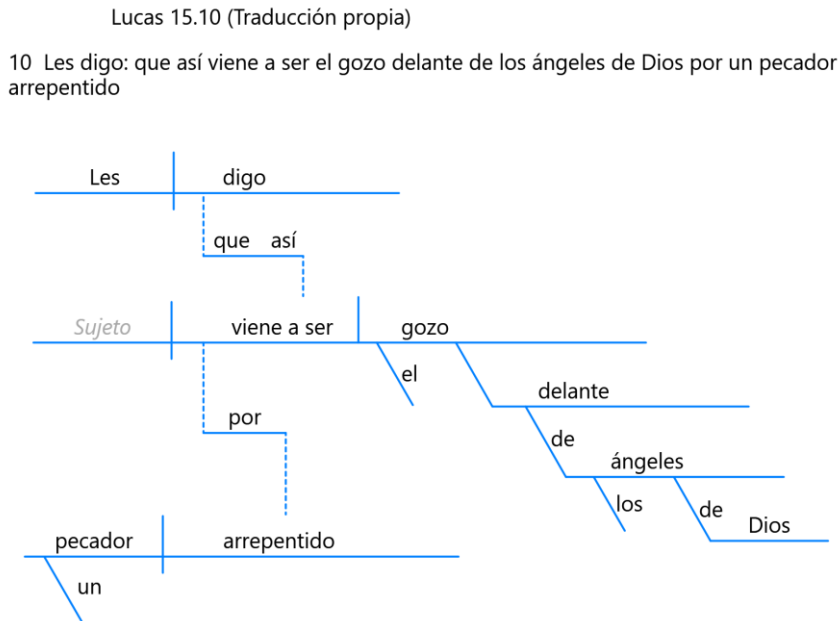 Lucas 15.10 (Traducción propia)
10 Les digo: que así viene a ser el gozo delante de los ángeles de Dios por un pecador
arrepentido
Les digo
que así
Sujeto viene a ser gozo
el
delante
por
de
ángeles
los
de
Dios
pecador arrepentido
un